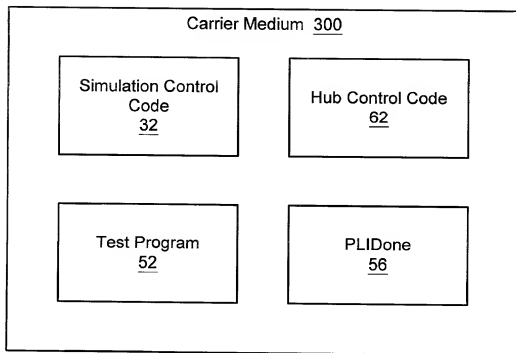 Carrier Medium 300
Simulation Control
Code
32
Hub Control Code
62
Test Program
52
PLIDone
56